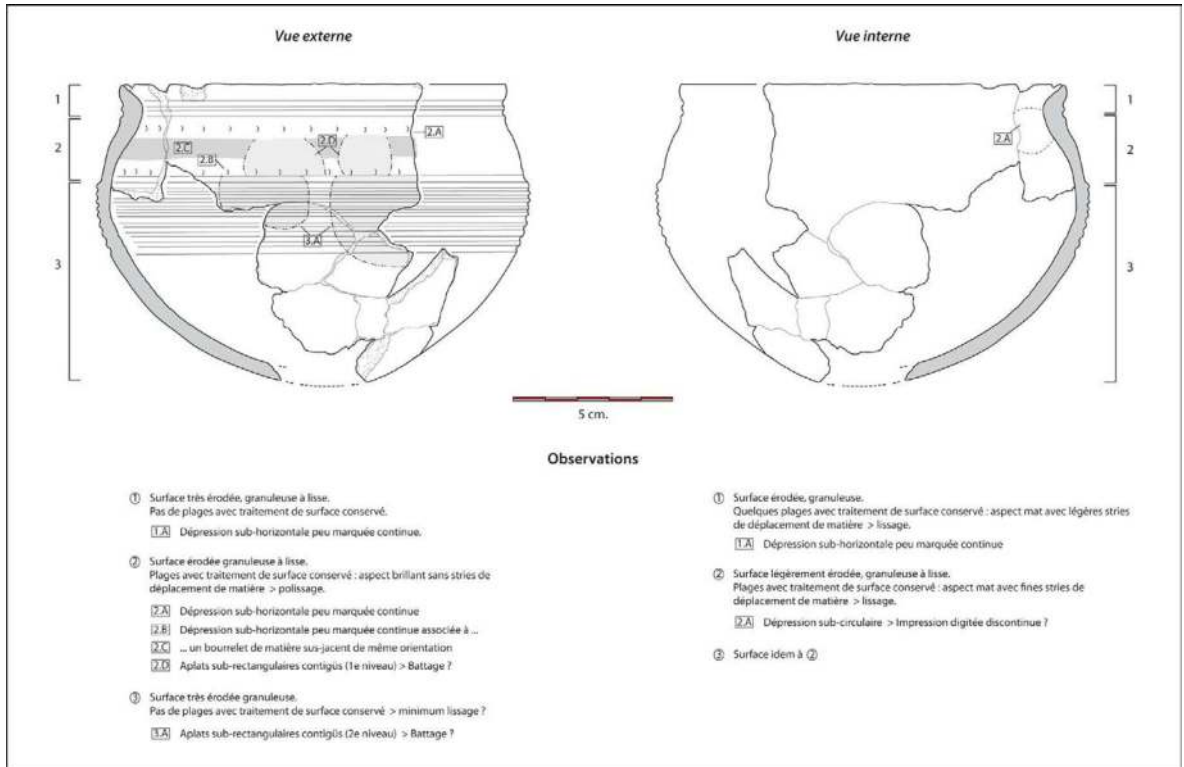 Vue externe
Vue interne
1
2
3
2.A
2.C
2.D
2.B
3.A
2.A
1
2
3
5 cm.
Observations
① Surface très érodée, granuleuse à lisse.
Pas de plages avec traitement de surface conservé.
1.A Dépression sub-horizontale peu marquée continue.
② Surface érodée granuleuse à lisse.
Plages avec traitement de surface conservé : aspect brillant sans stries de
déplacement de matière > polissage.
2.A Dépression sub-horizontale peu marquée continue
2.B Dépression sub-horizontale peu marquée continue associée à ...
2.C ... un bourrelet de matière sus-jacent de même orientation
2.D Aplats sub-rectangulaires contigüs (1e niveau) > Battage ?
③ Surface très érodée granuleuse.
Pas de plages avec traitement de surface conservé > minimum lissage ?
3.A Aplats sub-rectangulaires contigüs (2e niveau) > Battage ?
① Surface érodée, granuleuse.
Quelques plages avec traitement de surface conservé : aspect mat avec légères stries
de déplacement de matière > lissage.
1.A Dépression sub-horizontale peu marquée continue
② Surface légèrement érodée, granuleuse à lisse.
Plages avec traitement de surface conservé : aspect mat avec fines stries de
déplacement de matière > lissage.
2.A Dépression sub-circulaire > Impression digitée discontinue ?
③ Surface idem à ②